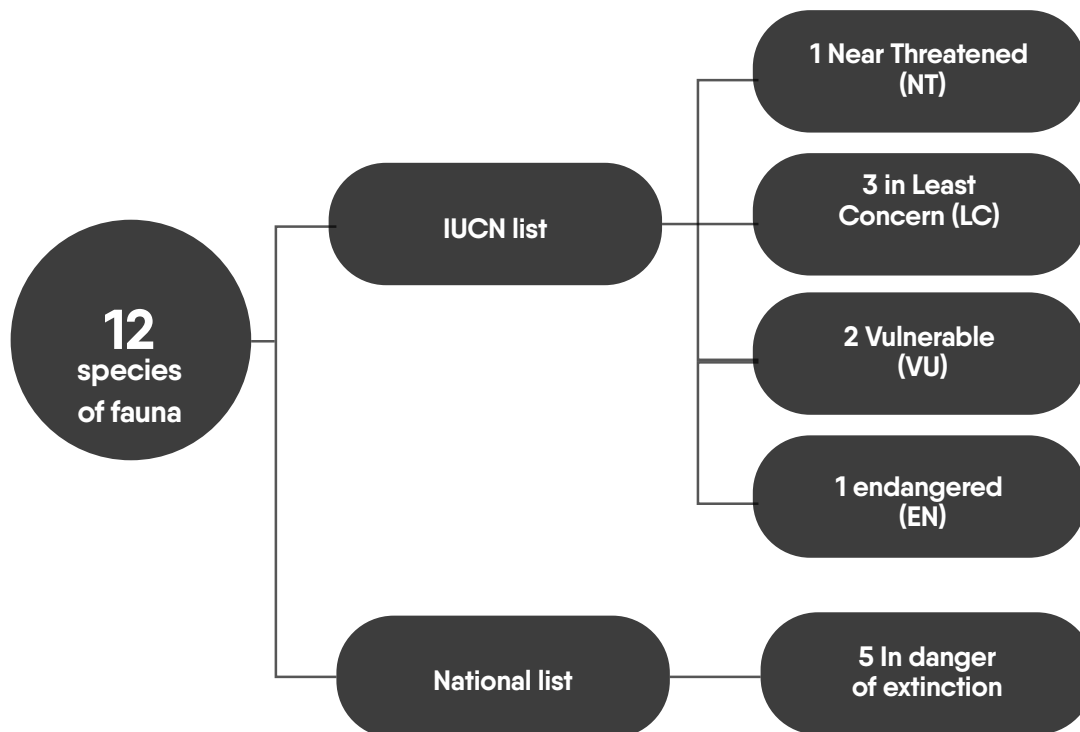 12
species
of fauna
IUCN list
1 Near Threatened
(NT)
3 in Least
Concern (LC)
2 Vulnerable
(VU)
1 endangered
(EN)
National list
5 In danger
of extinction